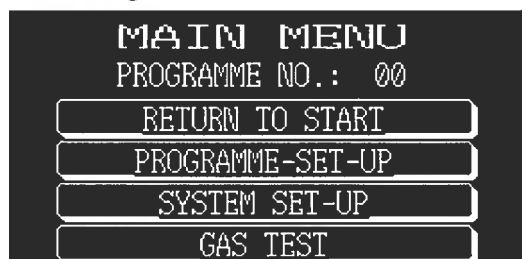 MAIN MENU
PROGRAMME NO.: 00
RETURN TO START
PROGRAMME-SET-UP
SYSTEM SET-UP
GAS TEST